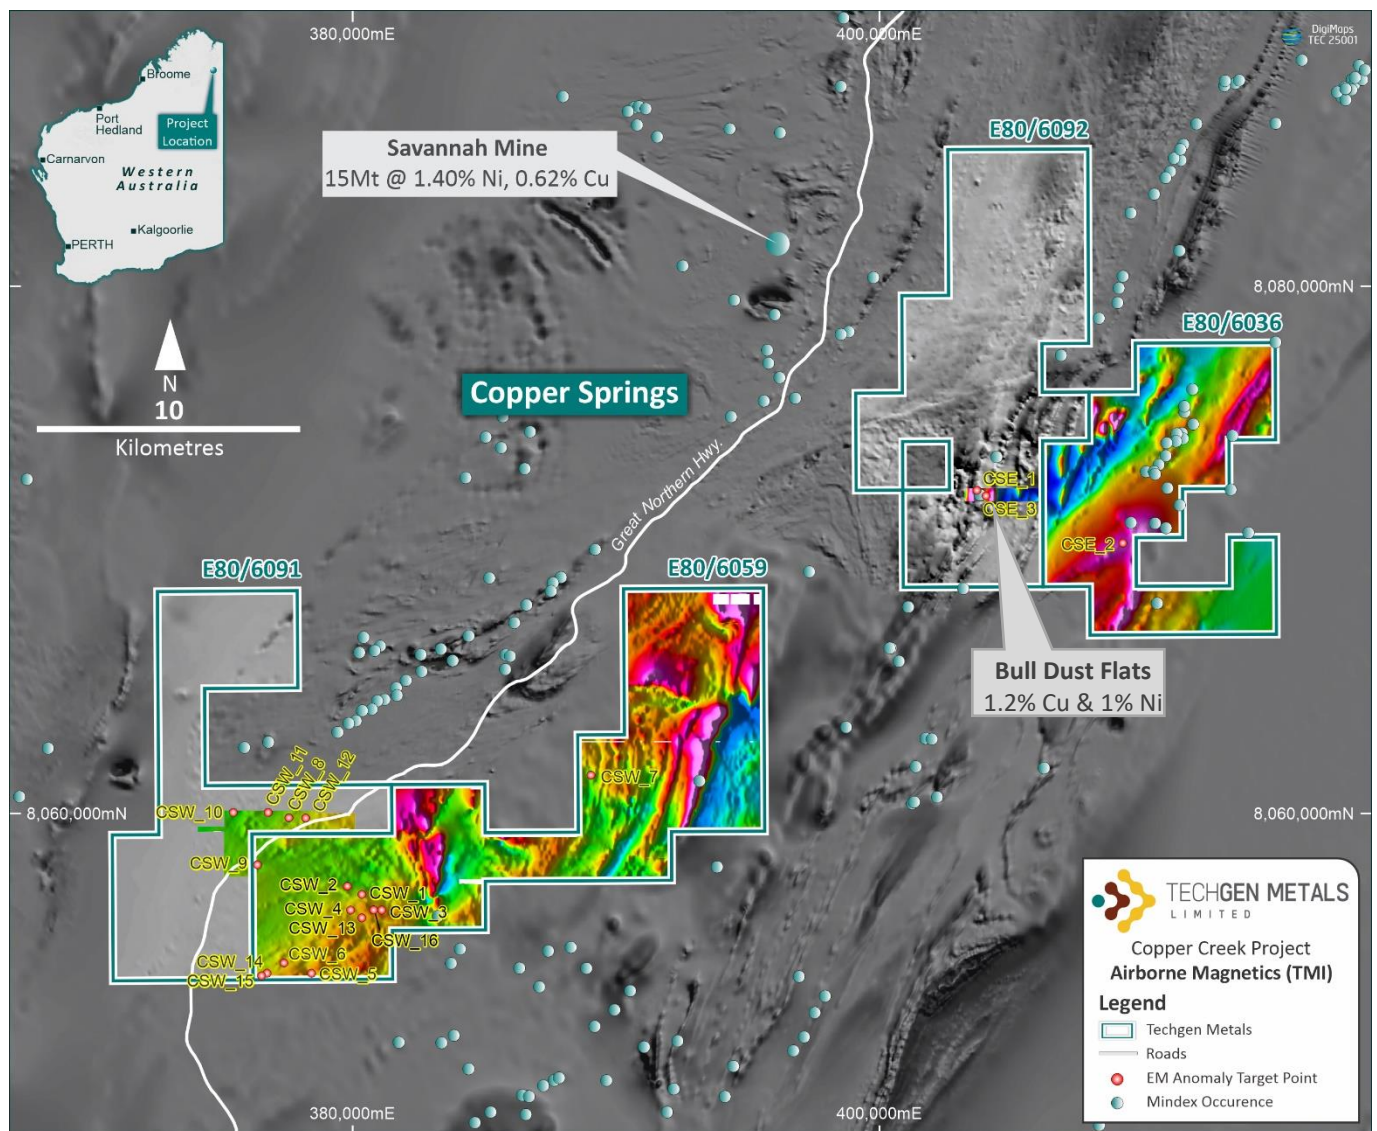 380,000mE
400,000mE
DigiMaps
TEC 25001
Broome
Port
Hedland
Project
Location
Carnarvon
Western
Australia
Kalgoorlie
PERTH
Savannah Mine
15Mt @ 1.40% Ni, 0.62% Cu
E80/6092
8,080,000mN
E80/6036
N
10
Kilometres
Copper Springs
Great Northern Hwy.
CSE_1
CSE_3
CSE_2
E80/6091
E80/6059
Bull Dust Flats
1.2% Cu & 1% Ni
CSW_11
CSW_8
CSW_12
CSW_7
8,060,000mN
CSW_10
8,060,000mN
CSW_9
CSW_2
CSW_1
CSW_4
CSW_3
CSW_13
CSW_16
CSW_6
CSW_14
CSW_15
CSW_5
TECHGEN METALS
LIMITED
Copper Creek Project
Airborne Magnetics (TMI)
Legend
Techgen Metals
Roads
EM Anomaly Target Point
Mindex Occurence
380,000mE
400,000mE